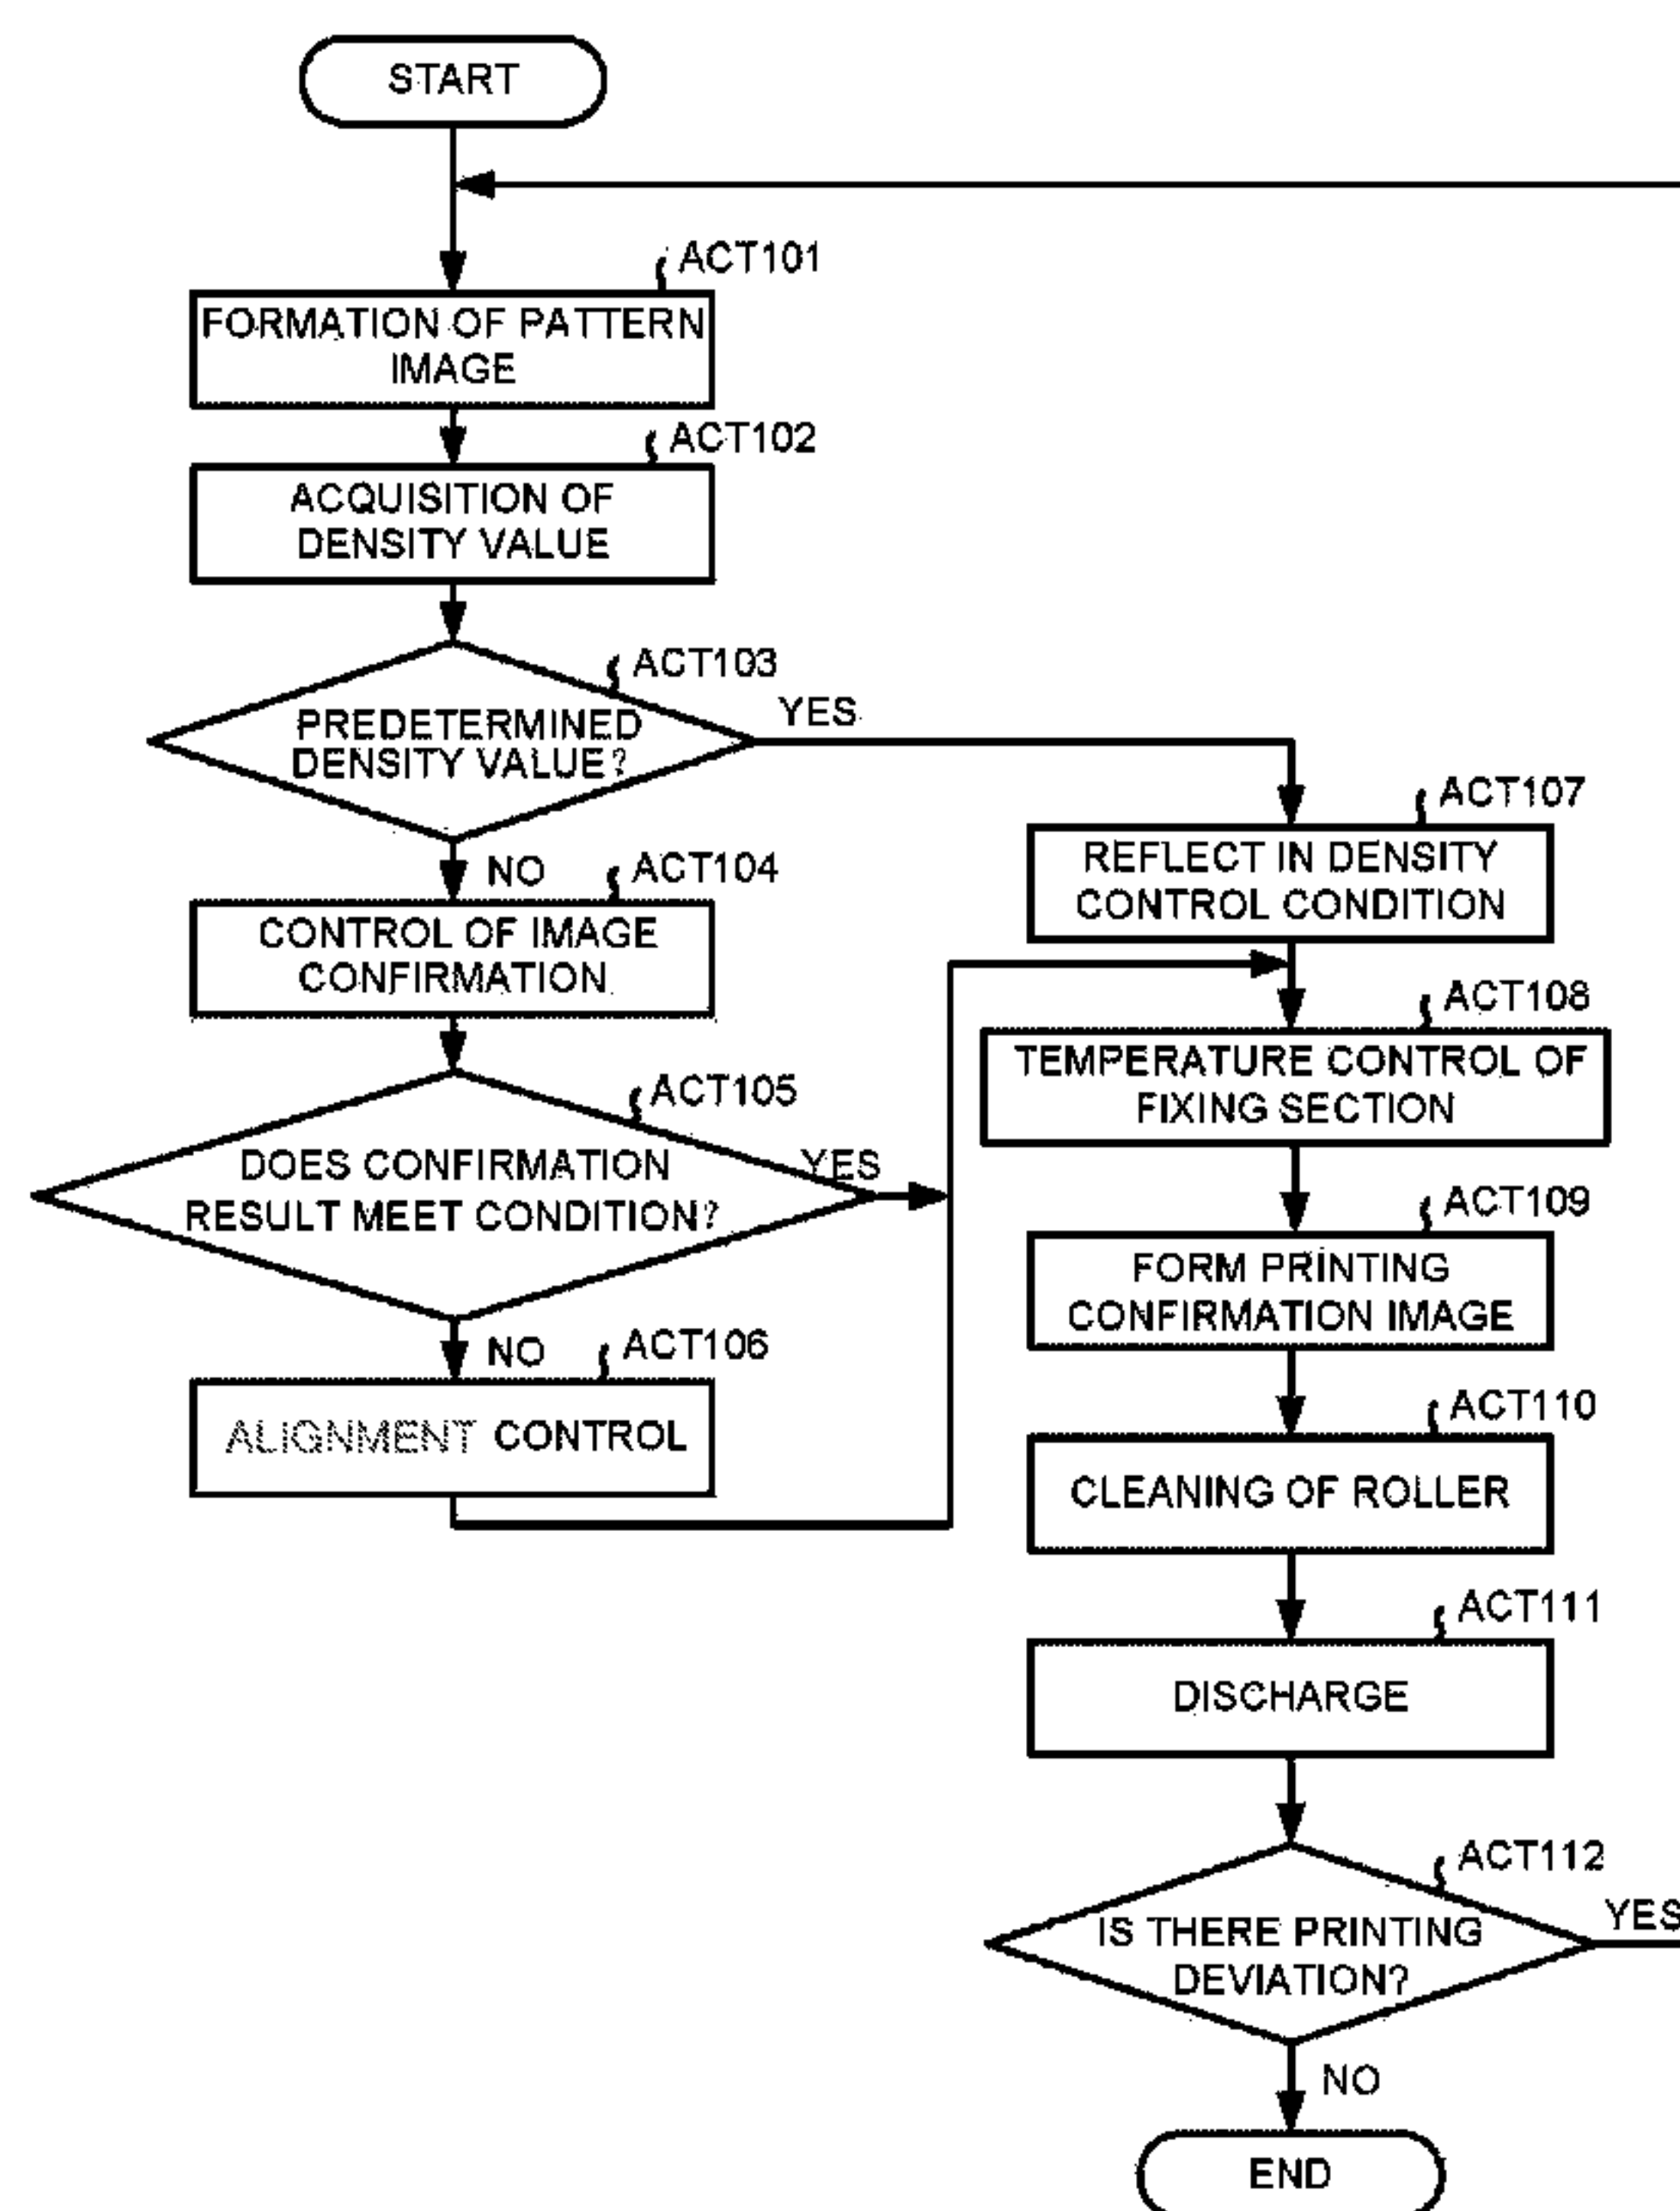 START
ACT101
FORMATION OF PATTERN
IMAGE
ACT102
ACQUISITION OF
DENSITY VALUE
ACT103
PREDETERMINED
DENSITY VALUE?
YES
NO
ACT104
CONTROL OF IMAGE
CONFIRMATION
ACT105
DOES CONFIRMATION
RESULT MEET CONDITION?
YES
NO
ACT106
ALIGNMENT CONTROL
ACT107
REFLECT IN DENSITY
CONTROL CONDITION
ACT108
TEMPERATURE CONTROL OF
FIXING SECTION
ACT109
FORM PRINTING
CONFIRMATION IMAGE
ACT110
CLEANING OF ROLLER
ACT111
DISCHARGE
ACT112
IS THERE PRINTING
DEVIATION?
YES
NO
END